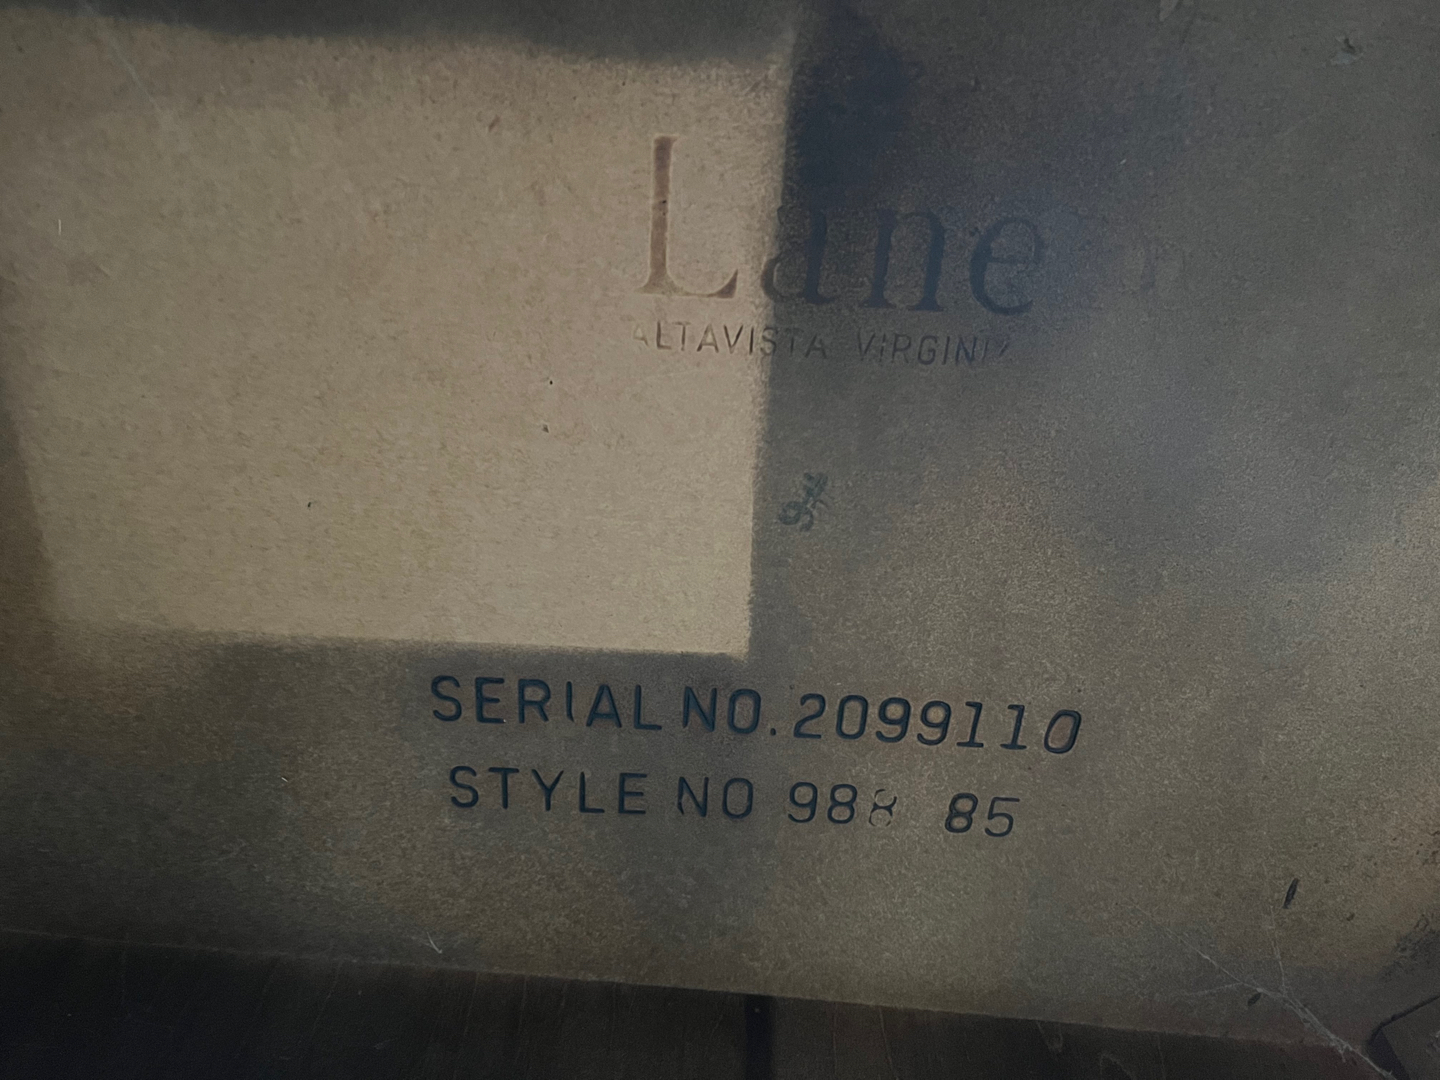 Lane
ALTAVISTA VIRGINIA
SERIAL NO. 2099110
STYLE NO 988 85